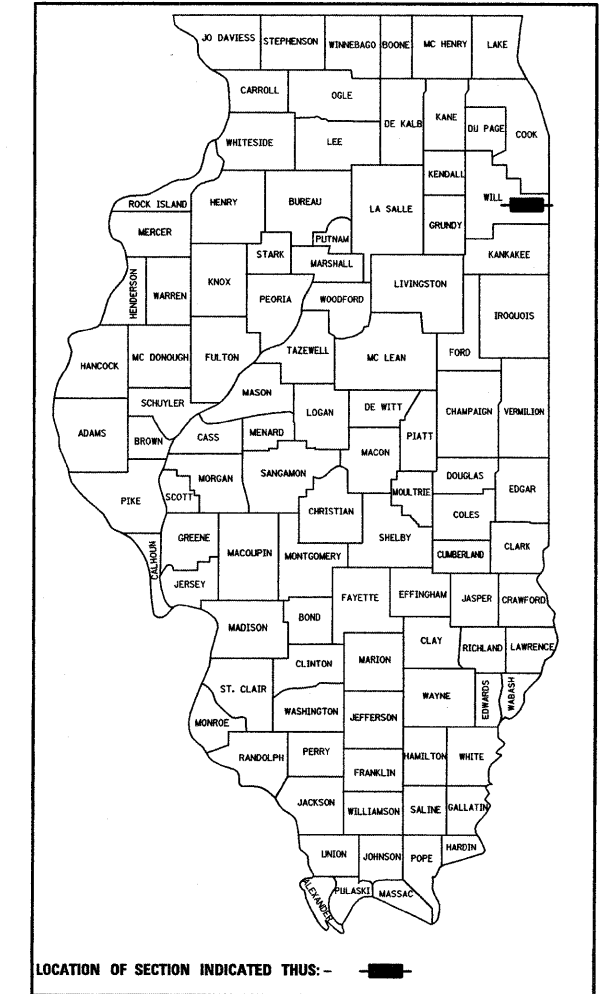 JO DAVIESS STEPHENSON WINNEBAGO BOONE MC HENRY LAKE
CARROLL OGLE
DE KALB KANE DU PAGE COOK
WHITESIDE LEE
KENDALL
ROCK ISLAND HENRY BUREAU LA SALLE GRUNDY WILL
MERCER PUTNAM
STARK MARSHALL KANKAKEE
HENDERSON WARREN KNOX PEORIA WOODFORD LIVINGSTON
IROQUOIS
HANCOCK MC DONOUGH FULTON TAZEWELL MC LEAN FORD
MASON
SCHUYLER LOGAN DE WITT CHAMPAIGN VERMILION
ADAMS BROWN CASS MENARD MACON PIATT
MORGAN SANGAMON DOUGLAS
PIKE SCOTT CHRISTIAN MOULTRIE EDGAR
COLES
GREENE MACOUPIN MONTGOMERY SHELBY
CALHOUN CUMBERLAND CLARK
JERSEY
FAYETTE EFFINGHAM JASPER CRAWFORD
MADISON BOND
CLAY RICHLAND LAWRENCE
CLINTON MARION
ST. CLAIR WAYNE EDWARDS WABASH
MONROE WASHINGTON JEFFERSON
RANDOLPH PERRY HAMILTON WHITE
FRANKLIN
JACKSON WILLIAMSON SALINE GALLATIN
UNION JOHNSON POPE HARDIN
ALEXANDER PULASKI MASSAC
LOCATION OF SECTION INDICATED THUS: -